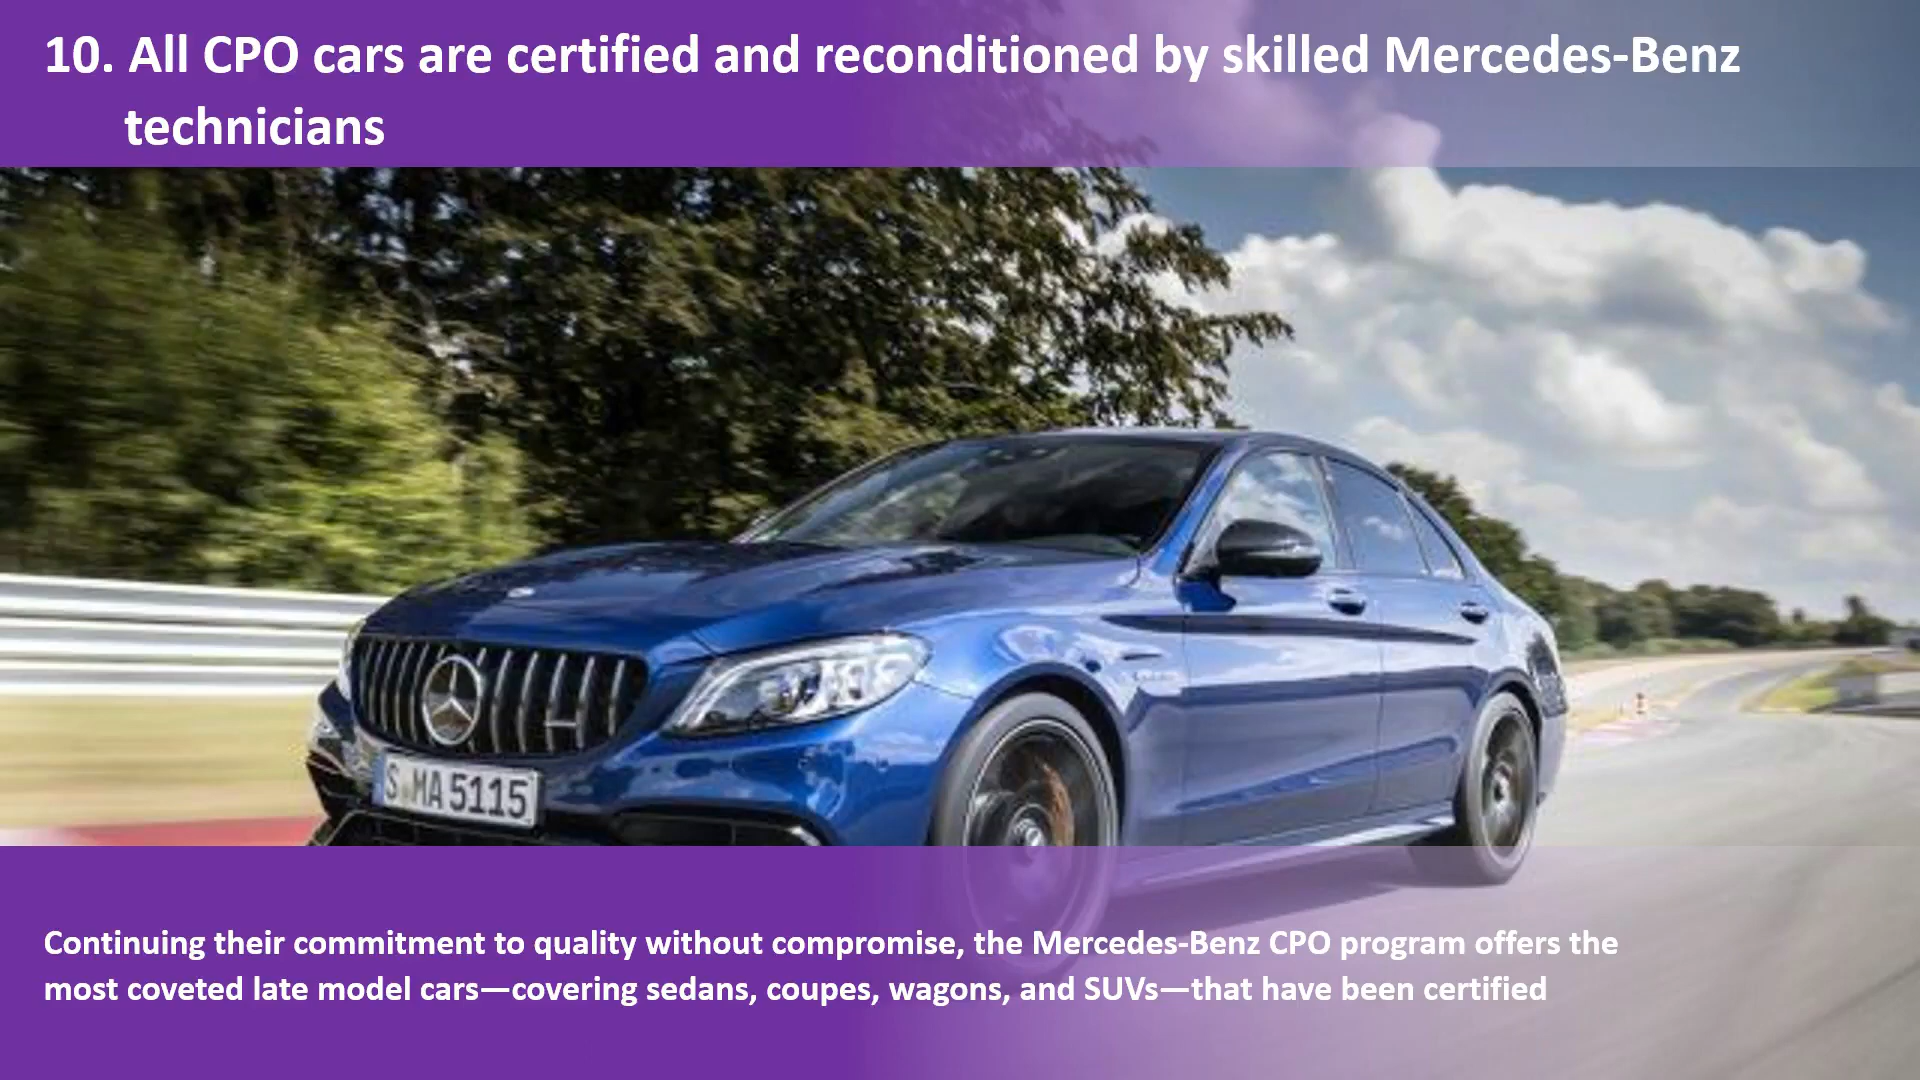 10. All CPO cars are certified and reconditioned by skilled Mercedes-Benz
technicians
S MA 5115
Continuing their commitment to quality without compromise, the Mercedes-Benz CPO program offers the
most coveted late model cars—covering sedans, coupes, wagons, and SUVs—that have been certified